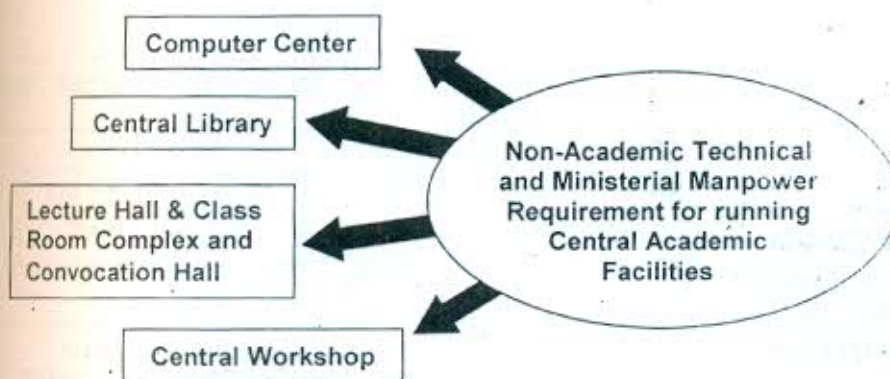 Computer Center
Central Library
Lecture Hall & Class
Room Complex and
Convocation Hall
Central Workshop
Non-Academic Technical
and Ministerial Manpower
Requirement for running
Central Academic
Facilities